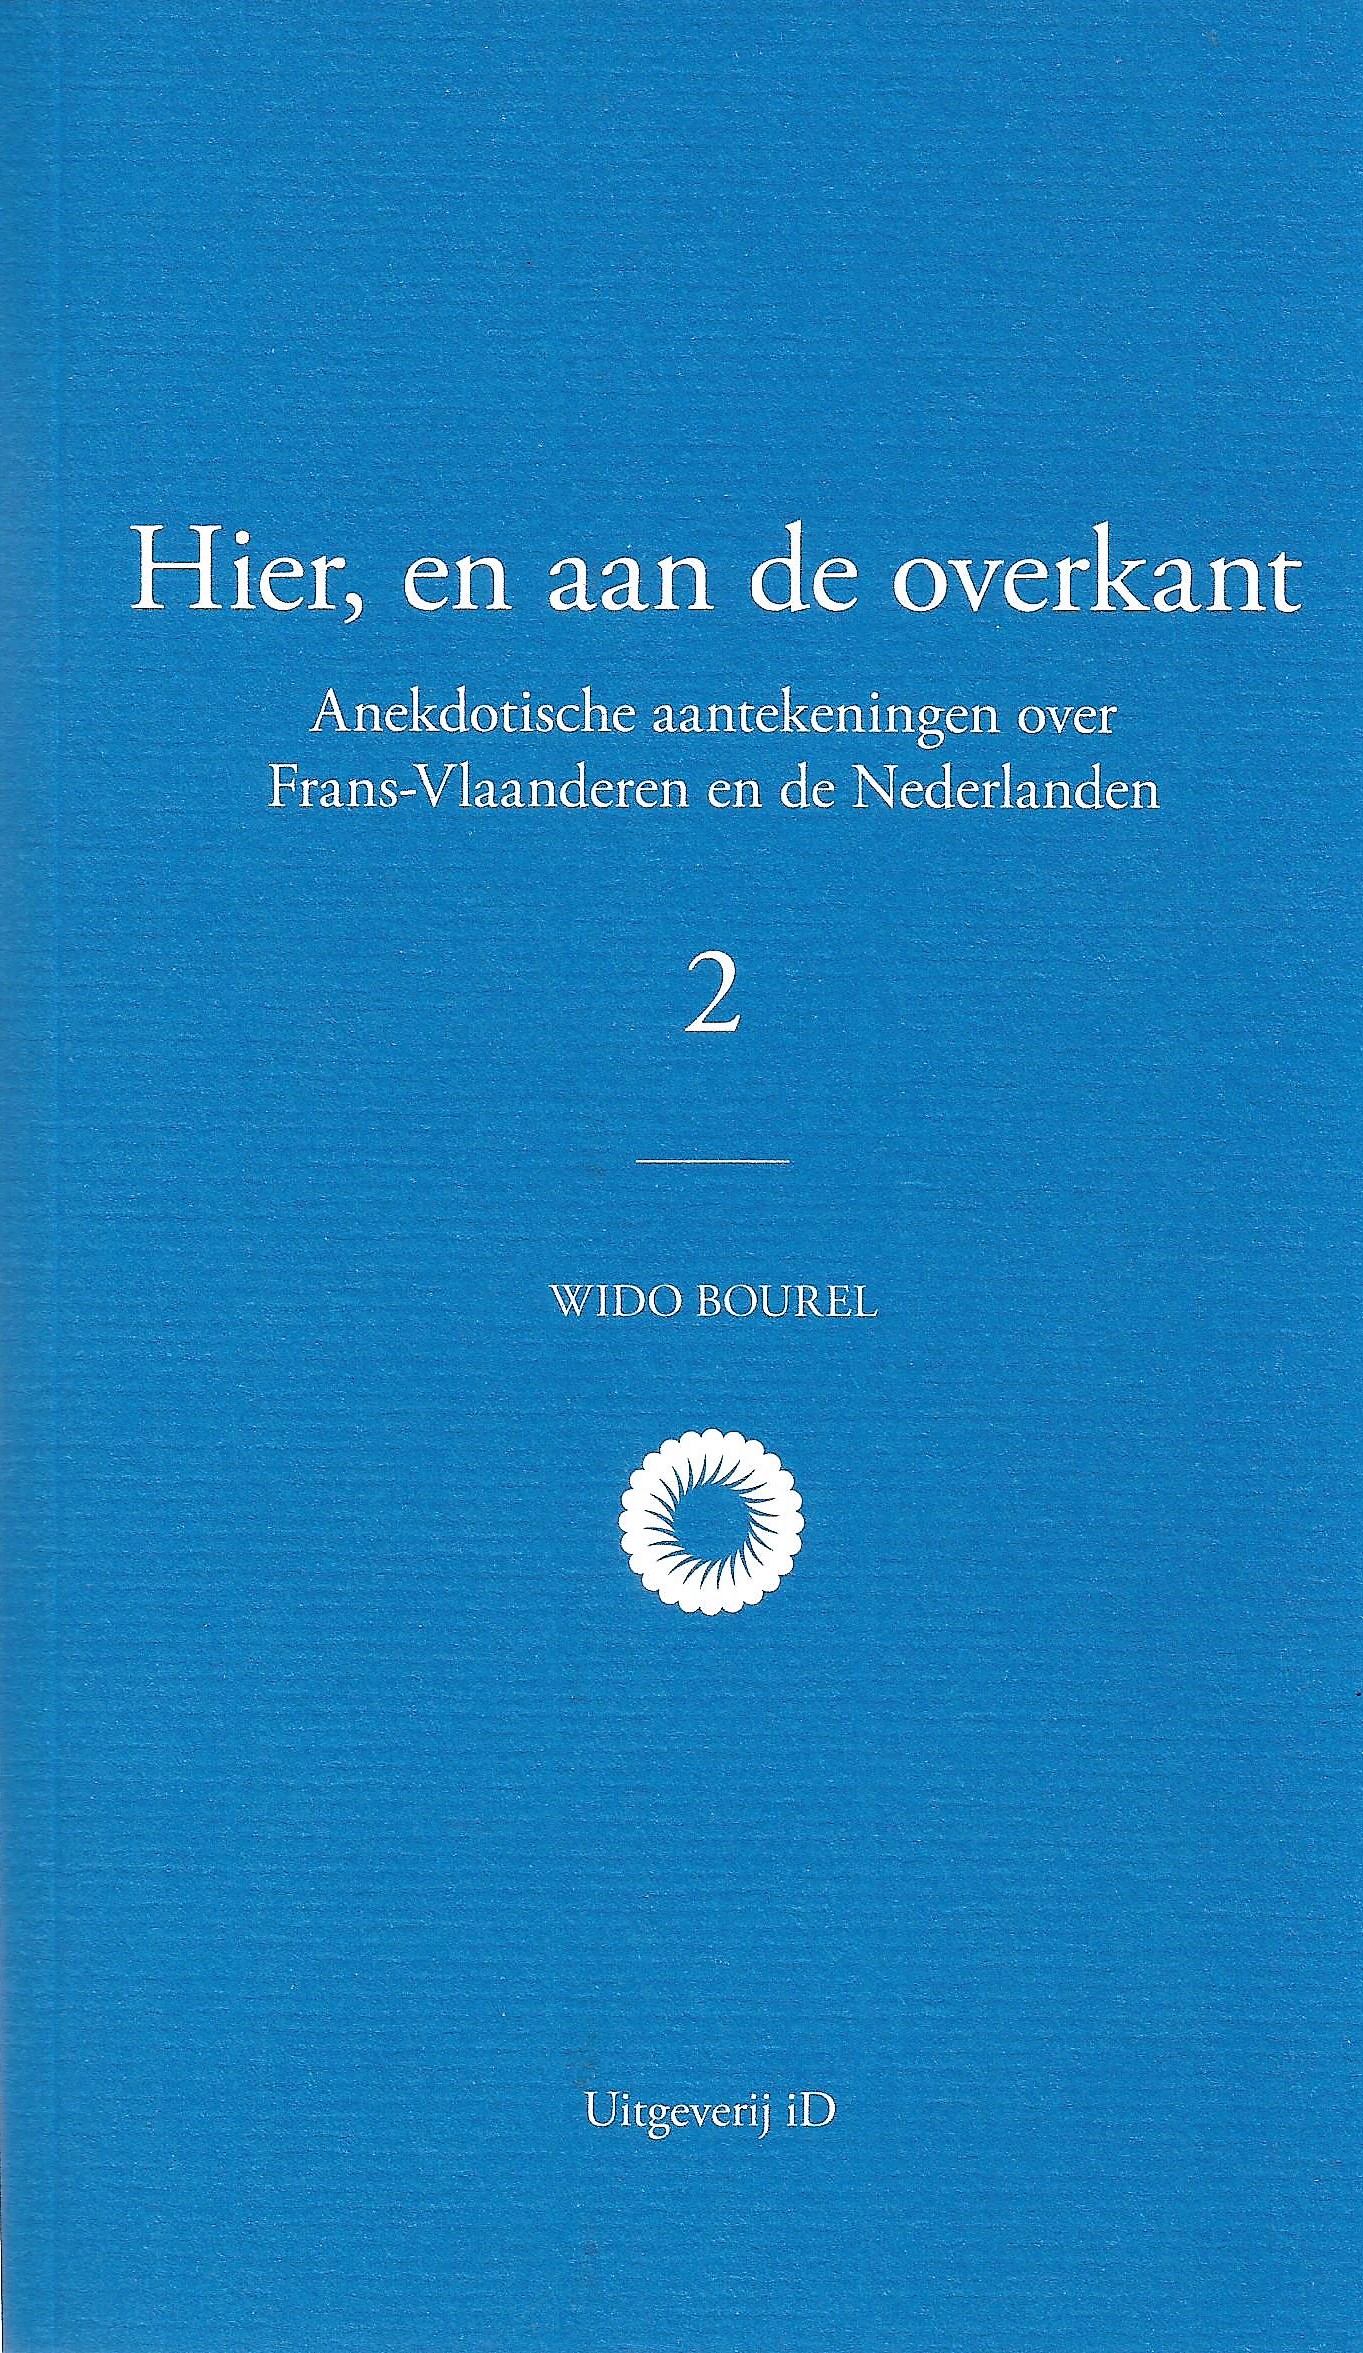 Hier, en aan de overkant
Anekdotische aantekeningen over
Frans-Vlaanderen en de Nederlanden
2
WIDO BOUREL
Uitgeverij iD